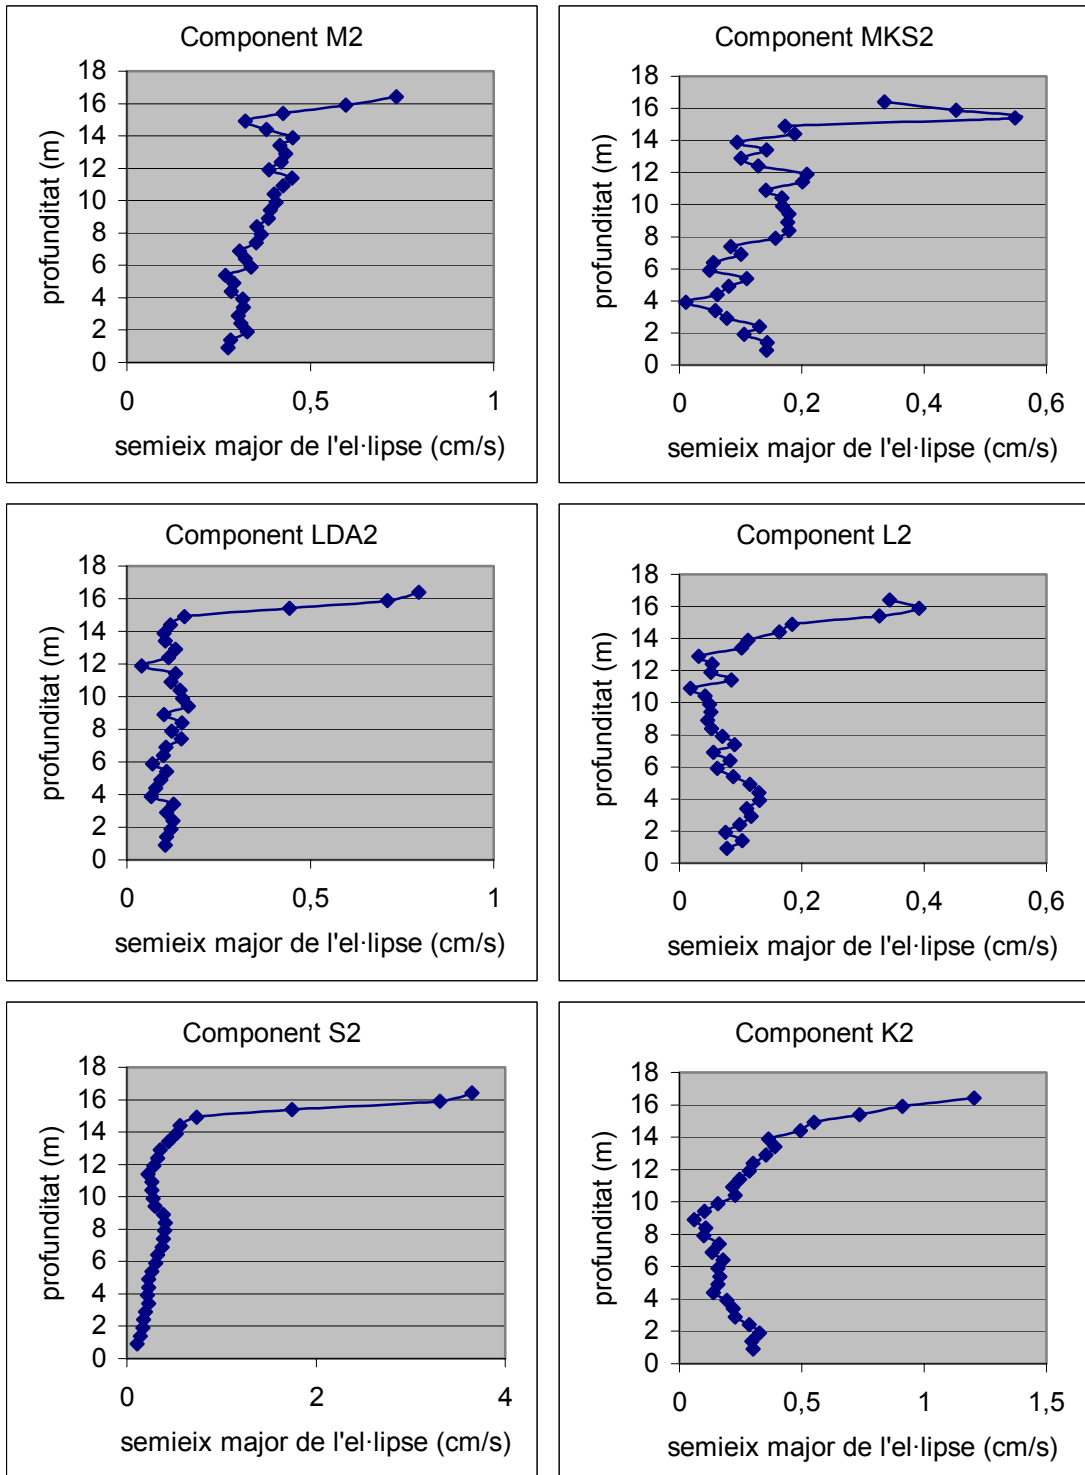 Component M2
18
16
14
12
10
8
6
4
2
0
profunditat (m)
0 0,5 1
semieix major de l'el·lipse (cm/s)
Component MKS2
18
16
14
12
10
8
6
4
2
0
profunditat (m)
0 0,2 0,4 0,6
semieix major de l'el·lipse (cm/s)
Component LDA2
18
16
14
12
10
8
6
4
2
0
profunditat (m)
0 0,5 1
semieix major de l'el·lipse (cm/s)
Component L2
18
16
14
12
10
8
6
4
2
0
profunditat (m)
0 0,2 0,4 0,6
semieix major de l'el·lipse (cm/s)
Component S2
18
16
14
12
10
8
6
4
2
0
profunditat (m)
0 2 4
semieix major de l'el·lipse (cm/s)
Component K2
18
16
14
12
10
8
6
4
2
0
profunditat (m)
0 0,5 1 1,5
semieix major de l'el·lipse (cm/s)